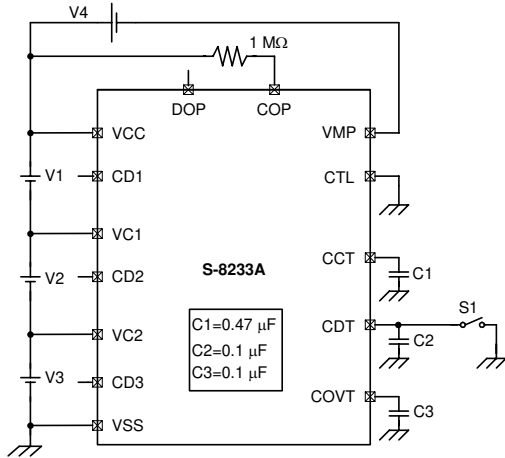 V4
1 MΩ
DOP
COP
VCC
VMP
V1
CD1
CTL
VC1
S-8233A
CCT
C1
V2
CD2
C1=0.47 μF
C2=0.1 μF
C3=0.1 μF
S1
VC2
CDT
C2
V3
CD3
COVT
C3
VSS